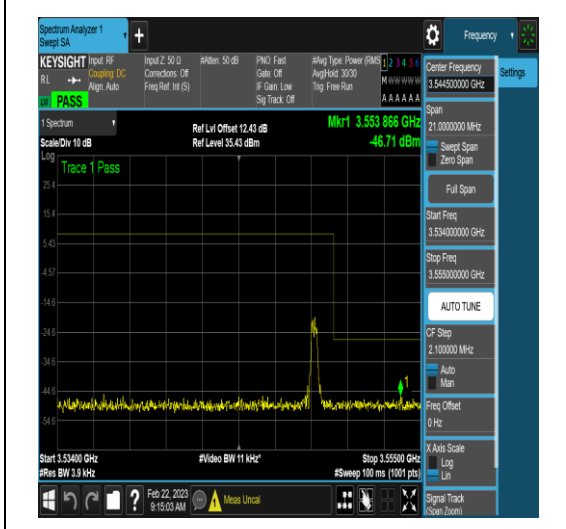 Spectrum Analyzer 1
Swept SA
+
Frequency
KEYSIGHT
RL
PASS
Input: RF
Coupling: DC
Align: Auto
Input Z: 50 Ω
Corrections: Off
Freq Ref: Int (S)
#Atten: 50 dB
PNO: Fast
Gate: Off
IF Gain: Low
Sig Track: Off
#Avg Type: Power (RMS
Avg|Hold: 30/30
Trig: Free Run
1 2 3 4 5 6
M W W W W W
A A A A A A
1 Spectrum
Scale/Div 10 dB
Ref Lvl Offset 12.43 dB
Ref Level 35.43 dBm
Mkr1 3.553 866 GHz
-46.71 dBm
Log
Trace 1 Pass
25.4
15.4
5.43
-4.57
-14.6
-24.6
-34.6
-44.6
-54.6
1
Start 3.53400 GHz
#Res BW 3.9 kHz
#Video BW 11 kHz*
Stop 3.55500 GHz
#Sweep 100 ms (1001 pts)
Center Frequency
3.544500000 GHz
Settings
Span
21.0000000 MHz
Swept Span
Zero Span
Full Span
Start Freq
3.534000000 GHz
Stop Freq
3.555000000 GHz
AUTO TUNE
CF Step
2.100000 MHz
Auto
Man
Freq Offset
0 Hz
X Axis Scale
Log
Lin
Signal Track
(Span Zoom)
?
Feb 22, 2023
9:15:03 AM
Meas Uncal